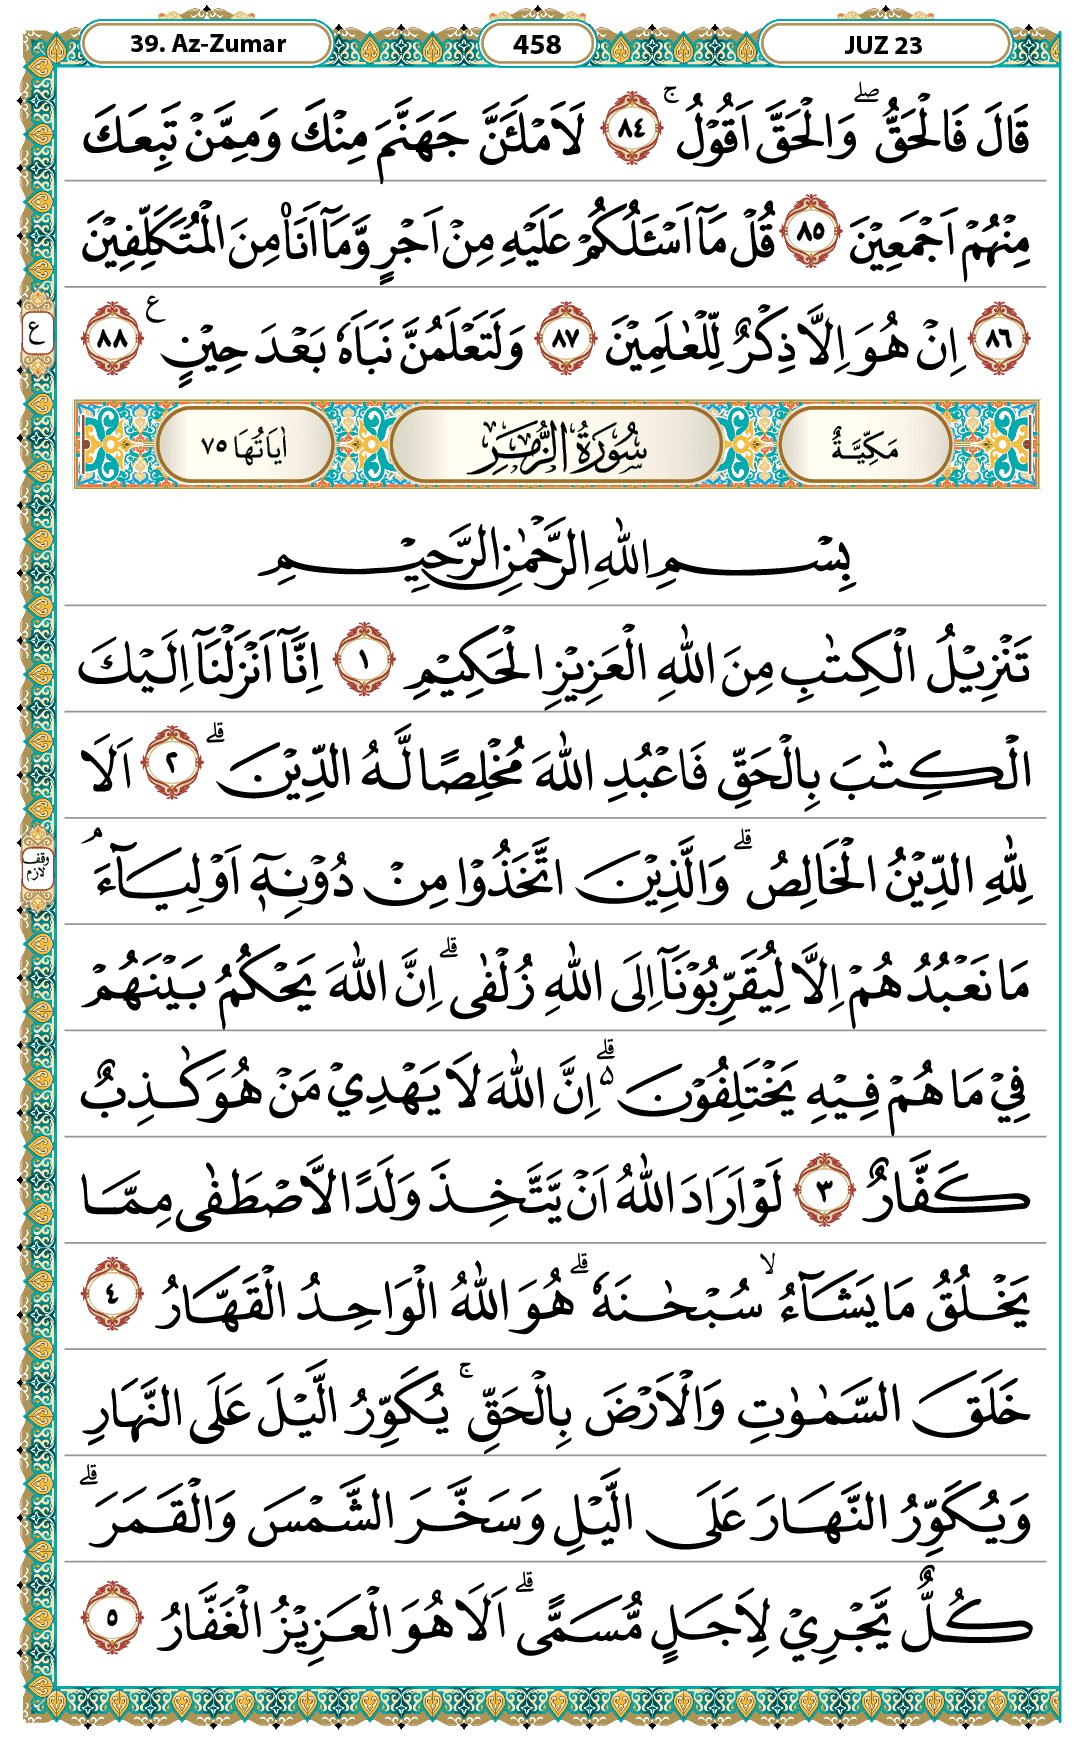 39. Az-Zumar
458
JUZ 23
قَالَ فَالْحَقُّ ۖ وَالْحَقَّ اَقُوْلُ ۚ ٨٤ لَاَمْلَـَٔنَّ جَهَنَّمَ مِنْكَ وَمِمَّنْ تَبِعَكَ
مِنْهُمْ اَجْمَعِيْنَ ٨٥ قُلْ مَآ اَسْـَٔلُكُمْ عَلَيْهِ مِنْ اَجْرٍ وَّمَآ اَنَا۠ مِنَ الْمُتَكَلِّفِيْنَ
٨٦ اِنْ هُوَ اِلَّا ذِكْرٌ لِّلْعٰلَمِيْنَ ٨٧ وَلَتَعْلَمُنَّ نَبَاَهٗ بَعْدَ حِيْنٍ ࣖ ٨٨
ع
مَكِّيَّةٌ
سُوْرَةُ الزُّمَرِ
اٰيَاتُهَا ٧٥
بِسْمِ اللّٰهِ الرَّحْمٰنِ الرَّحِيْمِ
تَنْزِيْلُ الْكِتٰبِ مِنَ اللّٰهِ الْعَزِيْزِ الْحَكِيْمِ ١ اِنَّآ اَنْزَلْنَآ اِلَيْكَ
الْكِتٰبَ بِالْحَقِّ فَاعْبُدِ اللّٰهَ مُخْلِصًا لَّهُ الدِّيْنَ ۗ ٢ اَلَا
لِلّٰهِ الدِّيْنُ الْخَالِصُ ۗ وَالَّذِيْنَ اتَّخَذُوْا مِنْ دُوْنِهٖٓ اَوْلِيَاۤءَ ۘ
وقف لازم
مَا نَعْبُدُهُمْ اِلَّا لِيُقَرِّبُوْنَآ اِلَى اللّٰهِ زُلْفٰى ۗ اِنَّ اللّٰهَ يَحْكُمُ بَيْنَهُمْ
فِيْ مَا هُمْ فِيْهِ يَخْتَلِفُوْنَ ۗ ەۗ اِنَّ اللّٰهَ لَا يَهْدِيْ مَنْ هُوَ كٰذِبٌ
كَفَّارٌ ٣ لَوْ اَرَادَ اللّٰهُ اَنْ يَّتَّخِذَ وَلَدًا لَّاصْطَفٰى مِمَّا
يَخْلُقُ مَا يَشَاۤءُ ۙ سُبْحٰنَهٗ ۗ هُوَ اللّٰهُ الْوَاحِدُ الْقَهَّارُ ٤
خَلَقَ السَّمٰوٰتِ وَالْاَرْضَ بِالْحَقِّ ۚ يُكَوِّرُ الَّيْلَ عَلَى النَّهَارِ
وَيُكَوِّرُ النَّهَارَ عَلَى الَّيْلِ وَسَخَّرَ الشَّمْسَ وَالْقَمَرَ ۗ
كُلٌّ يَّجْرِيْ لِاَجَلٍ مُّسَمًّى ۗ اَلَا هُوَ الْعَزِيْزُ الْغَفَّارُ ٥